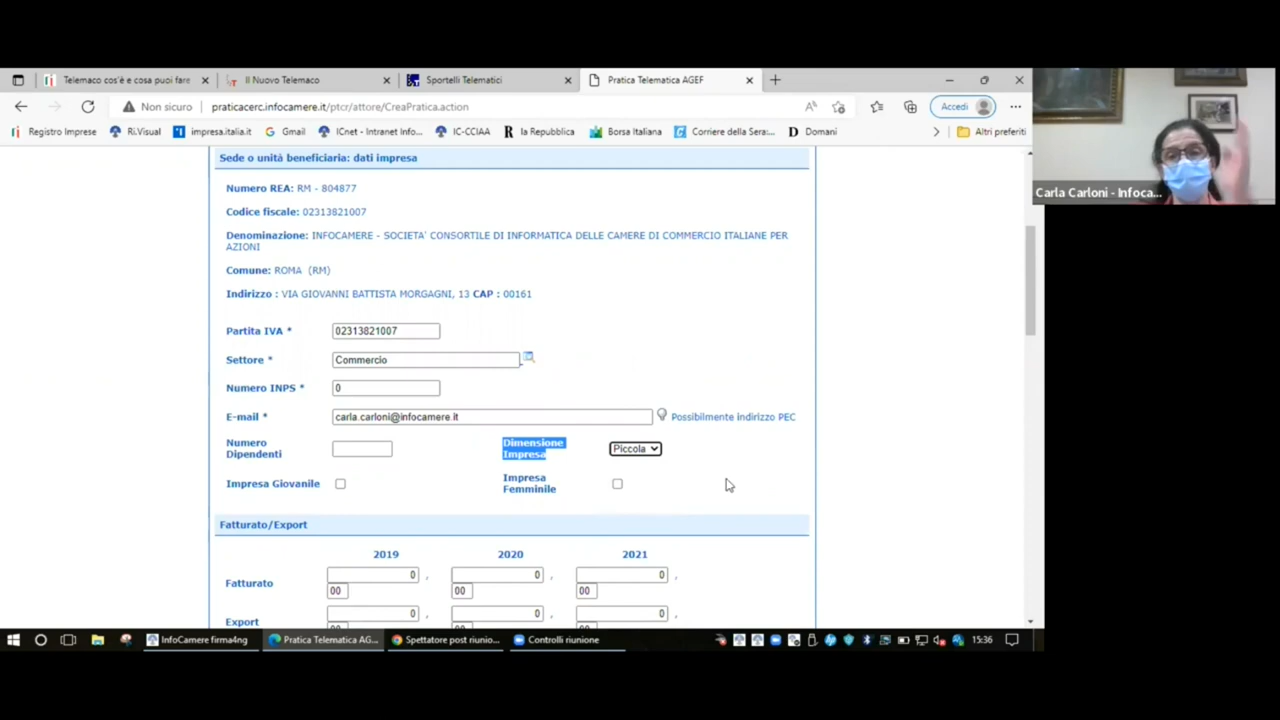 Telemaco cos'è e cosa puoi fare
Il Nuovo Telemaco
Sportelli Telematici
Pratica Telematica AGEF
Non sicuro
praticacerc.infocamere.it/ptcr/attore/CreaPratica.action
Accedi
Registro Imprese
Ri.Visual
impresa.italia.it
Gmail
ICnet - Intranet Info...
IC-CCIAA
la Repubblica
Borsa Italiana
Corriere della Sera:...
Domani
Altri preferiti
Carla Carloni - Infoca...
Sede o unità beneficiaria: dati impresa
Numero REA: RM - 804877
Codice fiscale: 02313821007
Denominazione: INFOCAMERE - SOCIETA' CONSORTILE DI INFORMATICA DELLE CAMERE DI COMMERCIO ITALIANE PER
AZIONI
Comune: ROMA (RM)
Indirizzo : VIA GIOVANNI BATTISTA MORGAGNI, 13 CAP : 00161
Partita IVA * 02313821007
Settore * Commercio
Numero INPS * 0
E-mail * carla.carloni@infocamere.it Possibilmente indirizzo PEC
Numero
Dipendenti
Dimensione
Impresa
Piccola
Impresa Giovanile
Impresa
Femminile
Fatturato/Export
2019 2020 2021
Fatturato
0 , 0 , 0 ,
00 00 00
Export
0 , 0 , 0 ,
InfoCamere firma4ng
Pratica Telematica AG...
Spettatore post riunio...
Controlli riunione
15:36